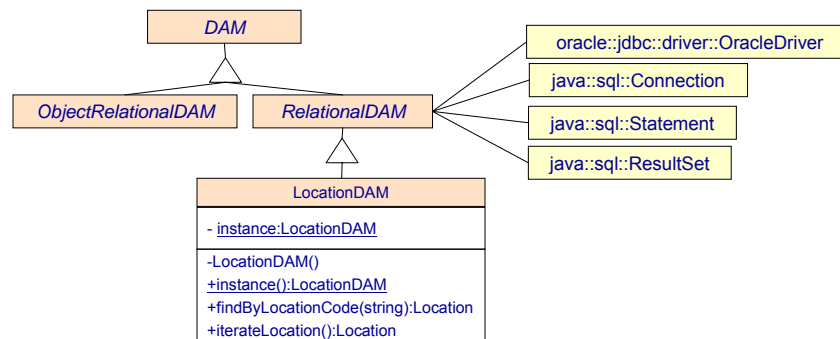 DAM
oracle::jdbc::driver::OracleDriver
java::sql::Connection
ObjectRelationalDAM
RelationalDAM
java::sql::Statement
java::sql::ResultSet
LocationDAM
- instance:LocationDAM
-LocationDAM()
+instance():LocationDAM
+findByLocationCode(string):Location
+iterateLocation():Location